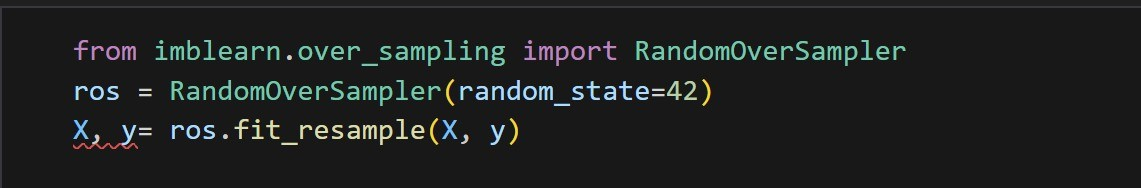 from imblearn.over_sampling import RandomOverSampler
ros = RandomOverSampler(random_state=42)
X, y= ros.fit_resample(X, y)